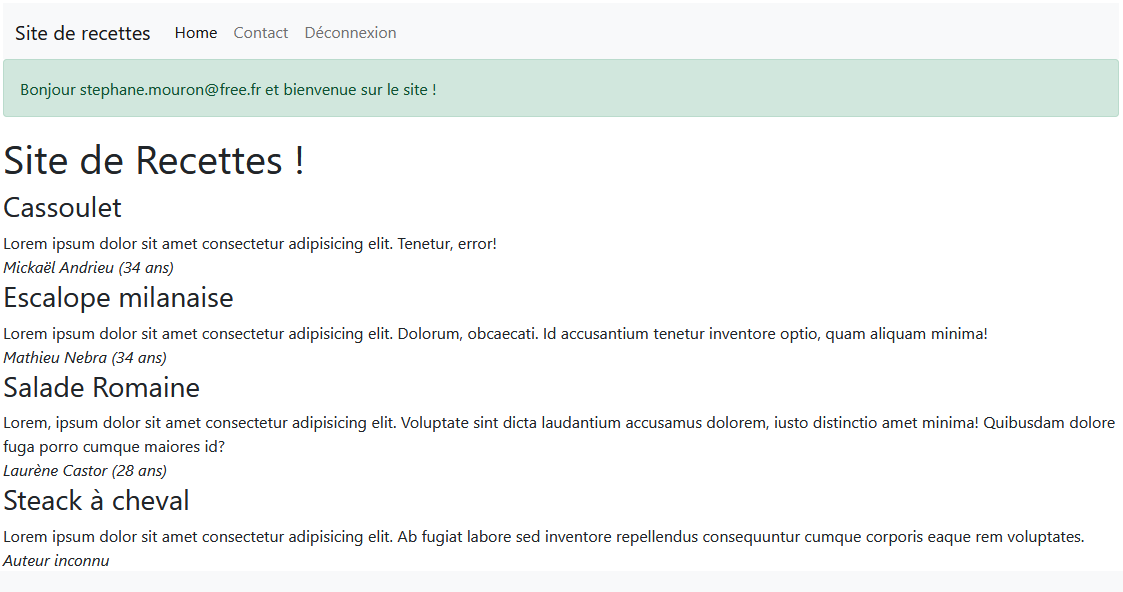 Site de recettes Home Contact Déconnexion
Bonjour stephane.mouron@free.fr et bienvenue sur le site !
Site de Recettes !
Cassoulet
Lorem ipsum dolor sit amet consectetur adipisicing elit. Tenetur, error!
Mickaël Andrieu (34 ans)
Escalope milanaise
Lorem ipsum dolor sit amet consectetur adipisicing elit. Dolorum, obcaecati. Id accusantium tenetur inventore optio, quam aliquam minima!
Mathieu Nebra (34 ans)
Salade Romaine
Lorem, ipsum dolor sit amet consectetur adipisicing elit. Voluptate sint dicta laudantium accusamus dolorem, iusto distinctio amet minima! Quibusdam dolore
fuga porro cumque maiores id?
Laurène Castor (28 ans)
Steack à cheval
Lorem ipsum dolor sit amet consectetur adipisicing elit. Ab fugiat labore sed inventore repellendus consequuntur cumque corporis eaque rem voluptates.
Auteur inconnu